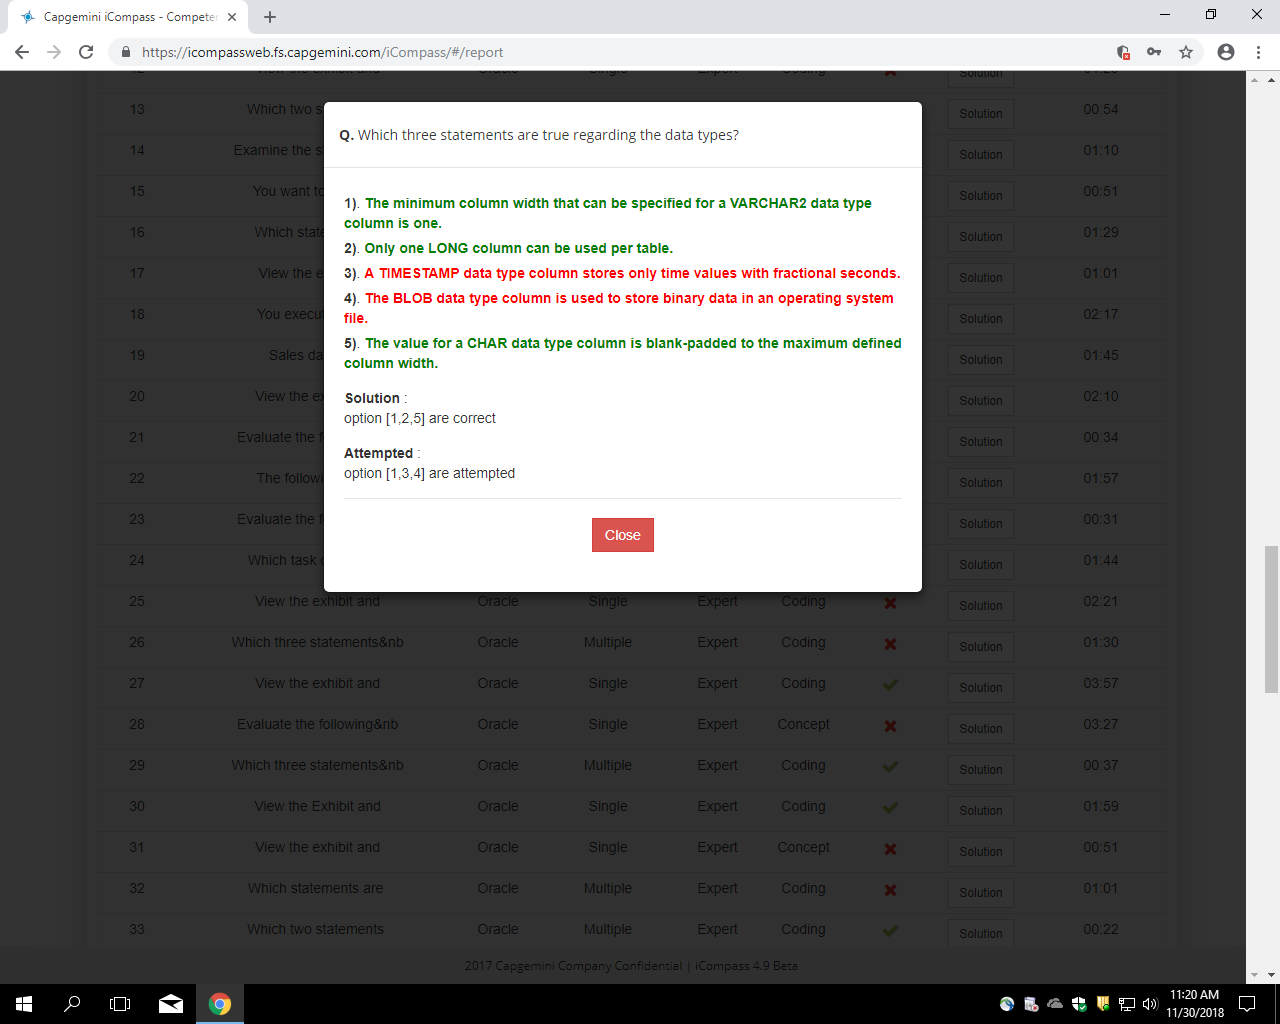 Capgemini iCompass - Competer
https://icompassweb.fs.capgemini.com/iCompass/#/report
13 Which two s Solution 00:54
14 Examine the s Solution 01:10
15 You want to Solution 00:51
16 Which state Solution 01:29
17 View the e Solution 01:01
18 You execu Solution 02:17
19 Sales da Solution 01:45
20 View the ex Solution 02:10
21 Evaluate the f Solution 00:34
22 The followi Solution 01:57
23 Evaluate the f Solution 00:31
24 Which task Solution 01:44
Q. Which three statements are true regarding the data types?
1). The minimum column width that can be specified for a VARCHAR2 data type
column is one.
2). Only one LONG column can be used per table.
3). A TIMESTAMP data type column stores only time values with fractional seconds.
4). The BLOB data type column is used to store binary data in an operating system
file.
5). The value for a CHAR data type column is blank-padded to the maximum defined
column width.
Solution :
option [1,2,5] are correct
Attempted :
option [1,3,4] are attempted
Close
25 View the exhibit and Oracle Single Expert Coding Solution 02:21
26 Which three statements&nb Oracle Multiple Expert Coding Solution 01:30
27 View the exhibit and Oracle Single Expert Coding Solution 03:57
28 Evaluate the following&nb Oracle Single Expert Concept Solution 03:27
29 Which three statements&nb Oracle Multiple Expert Coding Solution 00:37
30 View the Exhibit and Oracle Single Expert Coding Solution 01:59
31 View the exhibit and Oracle Single Expert Concept Solution 00:51
32 Which statements are Oracle Multiple Expert Coding Solution 01:01
33 Which two statements Oracle Multiple Expert Coding Solution 00:22
2017 Capgemini Company Confidential | iCompass 4.9 Beta
11:20 AM
11/30/2018